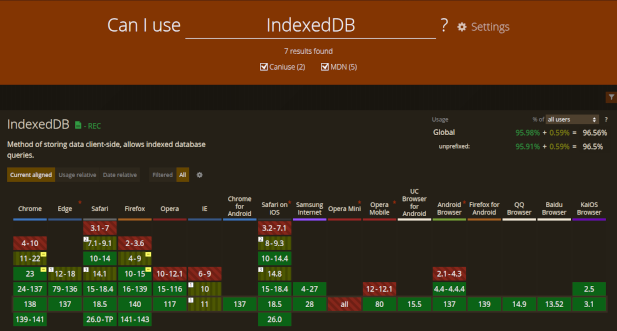 Can I use IndexedDB ? Settings
7 results found
Caniuse (2) MDN (5)
IndexedDB - REC
Usage % of all users ?
Global 95.98% + 0.59% = 96.56%
unprefixed: 95.91% + 0.59% = 96.5%
Method of storing data client-side, allows indexed database
queries.
Current aligned Usage relative Date relative Filtered All
Chrome Edge Safari Firefox Opera IE Chrome for Android Safari on iOS Samsung Internet Opera Mini Opera Mobile UC Browser for Android Android Browser Firefox for Android QQ Browser Baidu Browser KaiOS Browser
3.1-7 3.2-7.1
4-10 7.1-9.1 2-3.6 8-9.3
11-22 10-14 4-9 10-14.4
23 12-18 14.1 10-15 10-12.1 6-9 14.8 2.1-4.3
24-137 79-136 15-18.4 16-139 15-116 10 15-18.4 4-27 12-12.1 4.4-4.4.4 2.5
138 137 18.5 140 117 11 137 18.5 28 all 80 15.5 137 139 14.9 13.52 3.1
139-141 26.0-TP 141-143 26.0